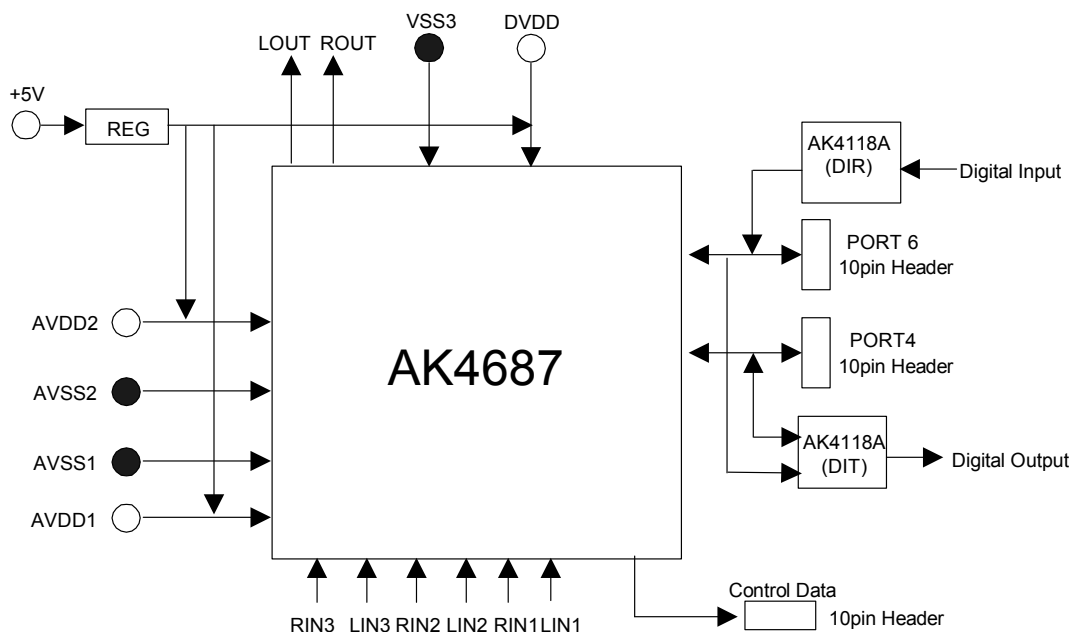 VSS3 DVDD
LOUT ROUT
+5V
REG
AK4118A
(DIR)
Digital Input
PORT 6
10pin Header
AVDD2
PORT4
10pin Header
AK4687
AVSS2
AVSS1
AK4118A
(DIT)
Digital Output
AVDD1
Control Data
10pin Header
RIN3 LIN3 RIN2 LIN2 RIN1 LIN1